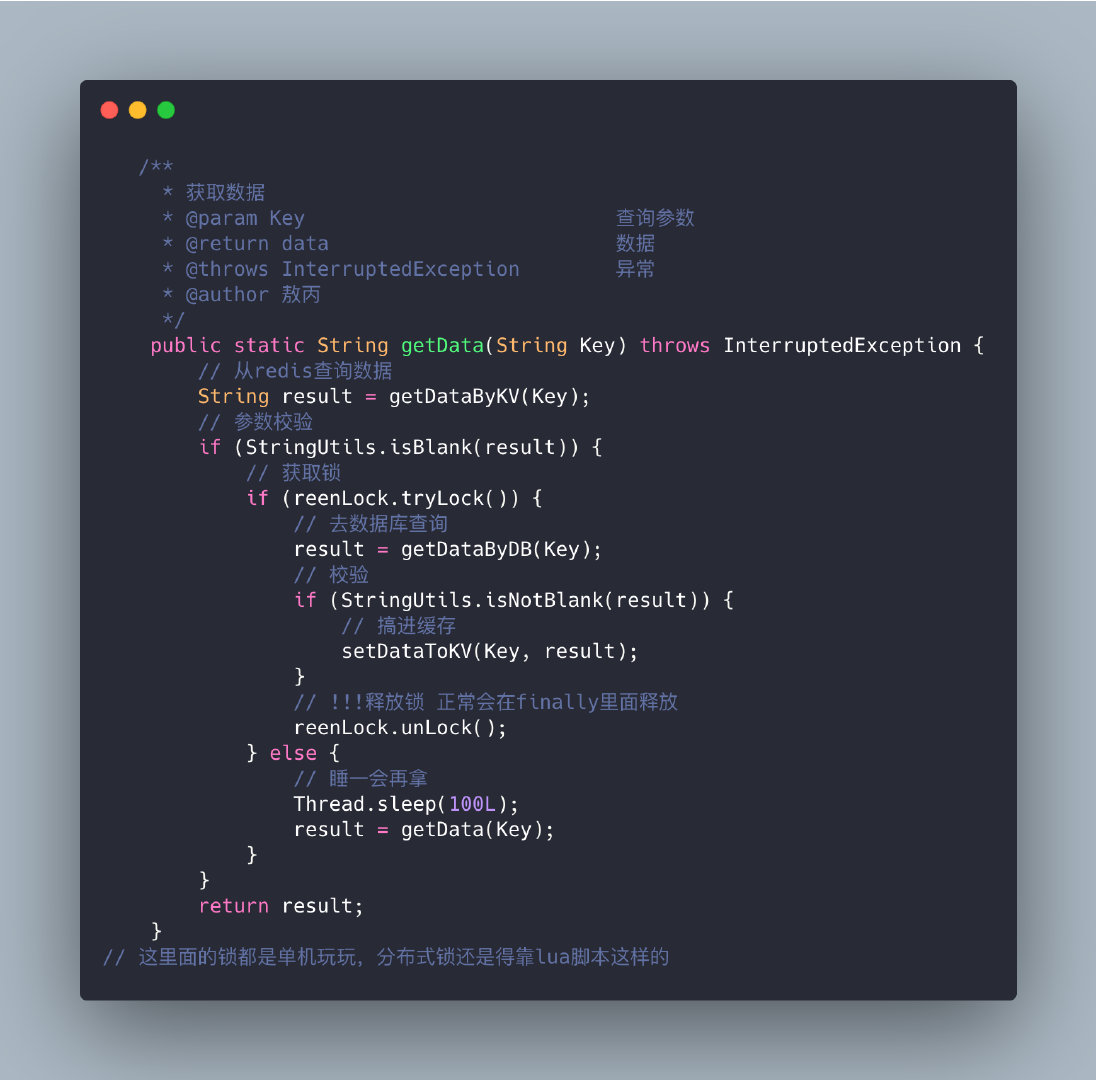 /**
* 获取数据
* @param Key 查询参数
* @return data 数据
* @throws InterruptedException 异常
* @author 敖丙
*/
public static String getData(String Key) throws InterruptedException {
// 从redis查询数据
String result = getDataByKV(Key);
// 参数校验
if (StringUtils.isBlank(result)) {
// 获取锁
if (reenLock.tryLock()) {
// 去数据库查询
result = getDataByDB(Key);
// 校验
if (StringUtils.isNotBlank(result)) {
// 搞进缓存
setDataToKV(Key, result);
}
// !!!释放锁 正常会在finally里面释放
reenLock.unLock();
} else {
// 睡一会再拿
Thread.sleep(100L);
result = getData(Key);
}
}
return result;
}
// 这里面的锁都是单机玩玩，分布式锁还是得靠lua脚本这样的